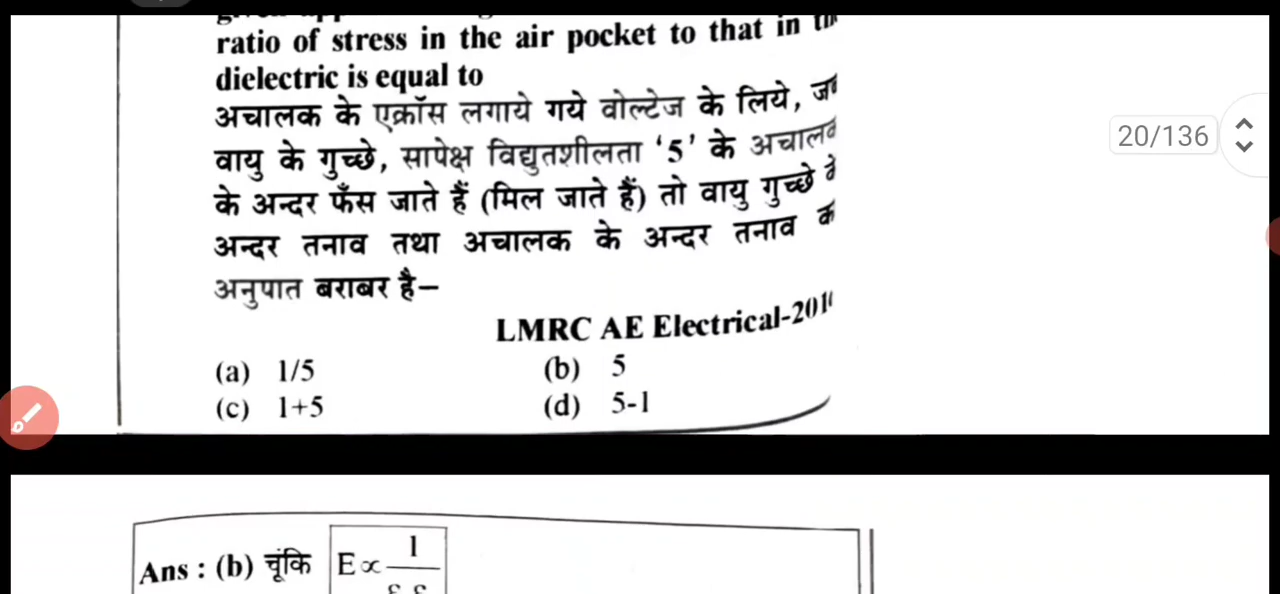 ratio of stress in the air pocket to that in
dielectric is equal to
अचालक के एक्रॉस लगाये गये वोल्टेज के लिये,
वायु के गुच्छे, सापेक्ष विद्युतशीलता ‘5’ के
के अन्दर फँस जाते हैं (मिल जाते हैं) तो वायु गुच्छे
अन्दर तनाव तथा अचालक के अन्दर तनाव
अनुपात बराबर है–
LMRC AE Electrical-201
(a) 1/5 (b) 5
(c) 1+5 (d) 5-1
20/136
Ans : (b) चूंकि E∝ 1